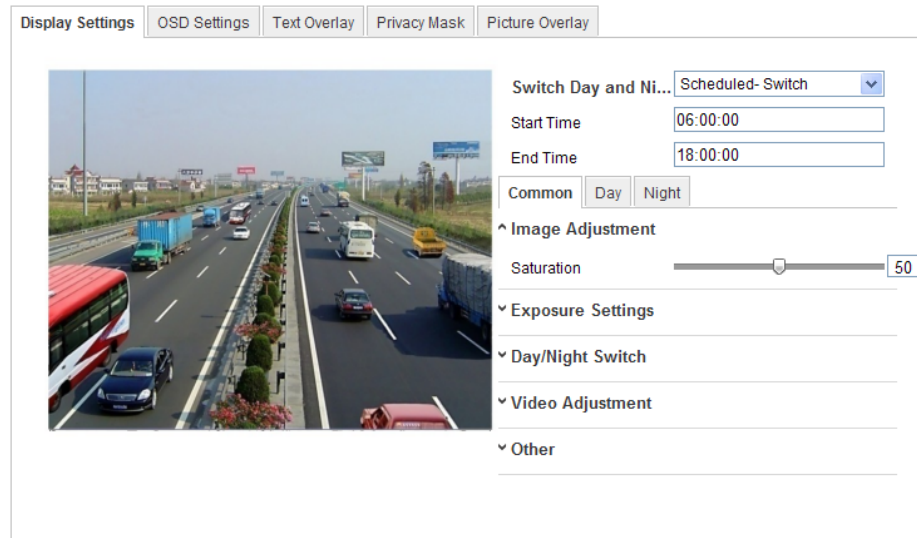 Display Settings
OSD Settings
Text Overlay
Privacy Mask
Picture Overlay
Switch Day and Ni...
Scheduled- Switch
Start Time
06:00:00
End Time
18:00:00
Common
Day
Night
Image Adjustment
Saturation
50
Exposure Settings
Day/Night Switch
Video Adjustment
Other